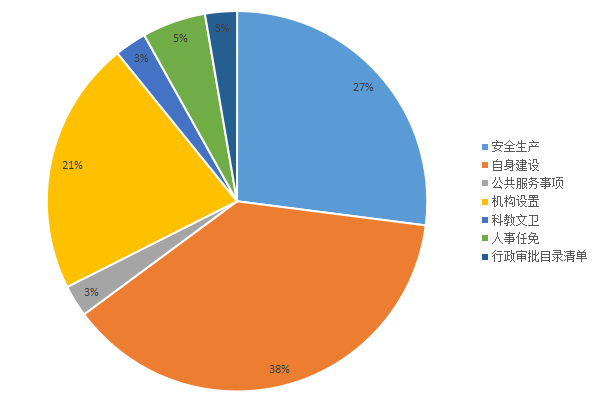 3%
5%
3%
27%
21%
3%
38%
安全生产
自身建设
公共服务事项
机构设置
科教文卫
人事任免
行政审批目录清单